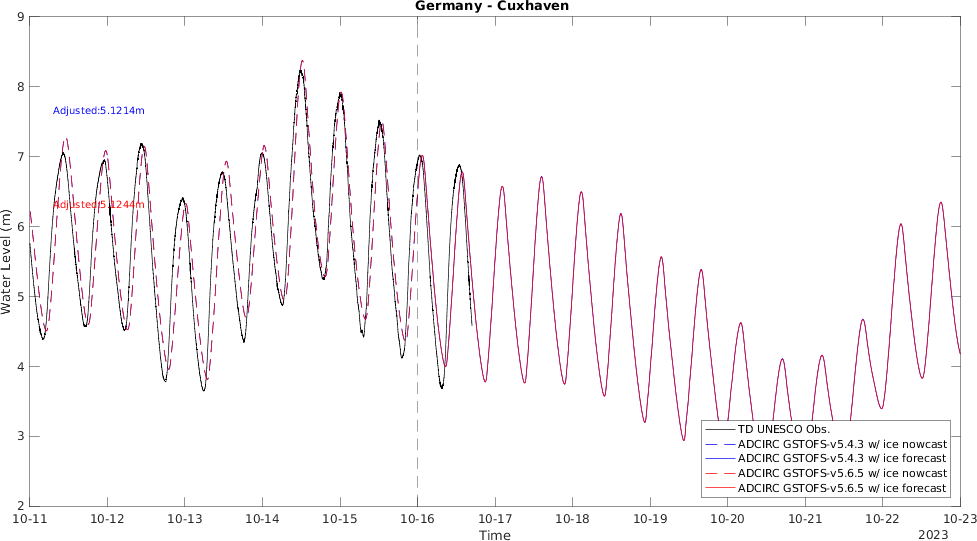 Germany - Cuxhaven
9
8
7
6
5
4
3
2
Water Level (m)
Adjusted:5.1214m
Adjusted:5.1244m
TD UNESCO Obs.
ADCIRC GSTOFS-v5.4.3 w/ ice nowcast
ADCIRC GSTOFS-v5.4.3 w/ ice forecast
ADCIRC GSTOFS-v5.6.5 w/ ice nowcast
ADCIRC GSTOFS-v5.6.5 w/ ice forecast
10-11 10-12 10-13 10-14 10-15 10-16 10-17 10-18 10-19 10-20 10-21 10-22 10-23
Time
2023